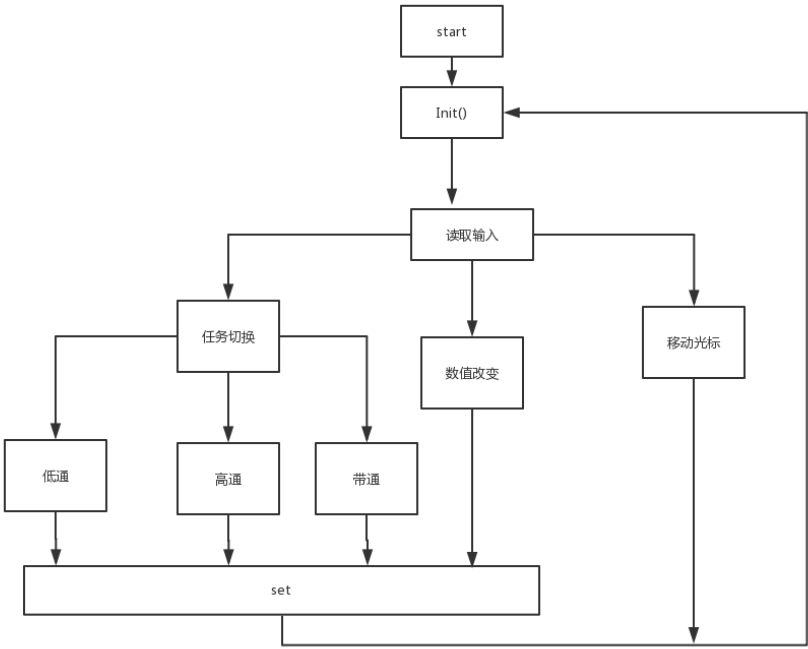 start
Init()
读取输入
任务切换
数值改变
移动光标
低通
高通
带通
set